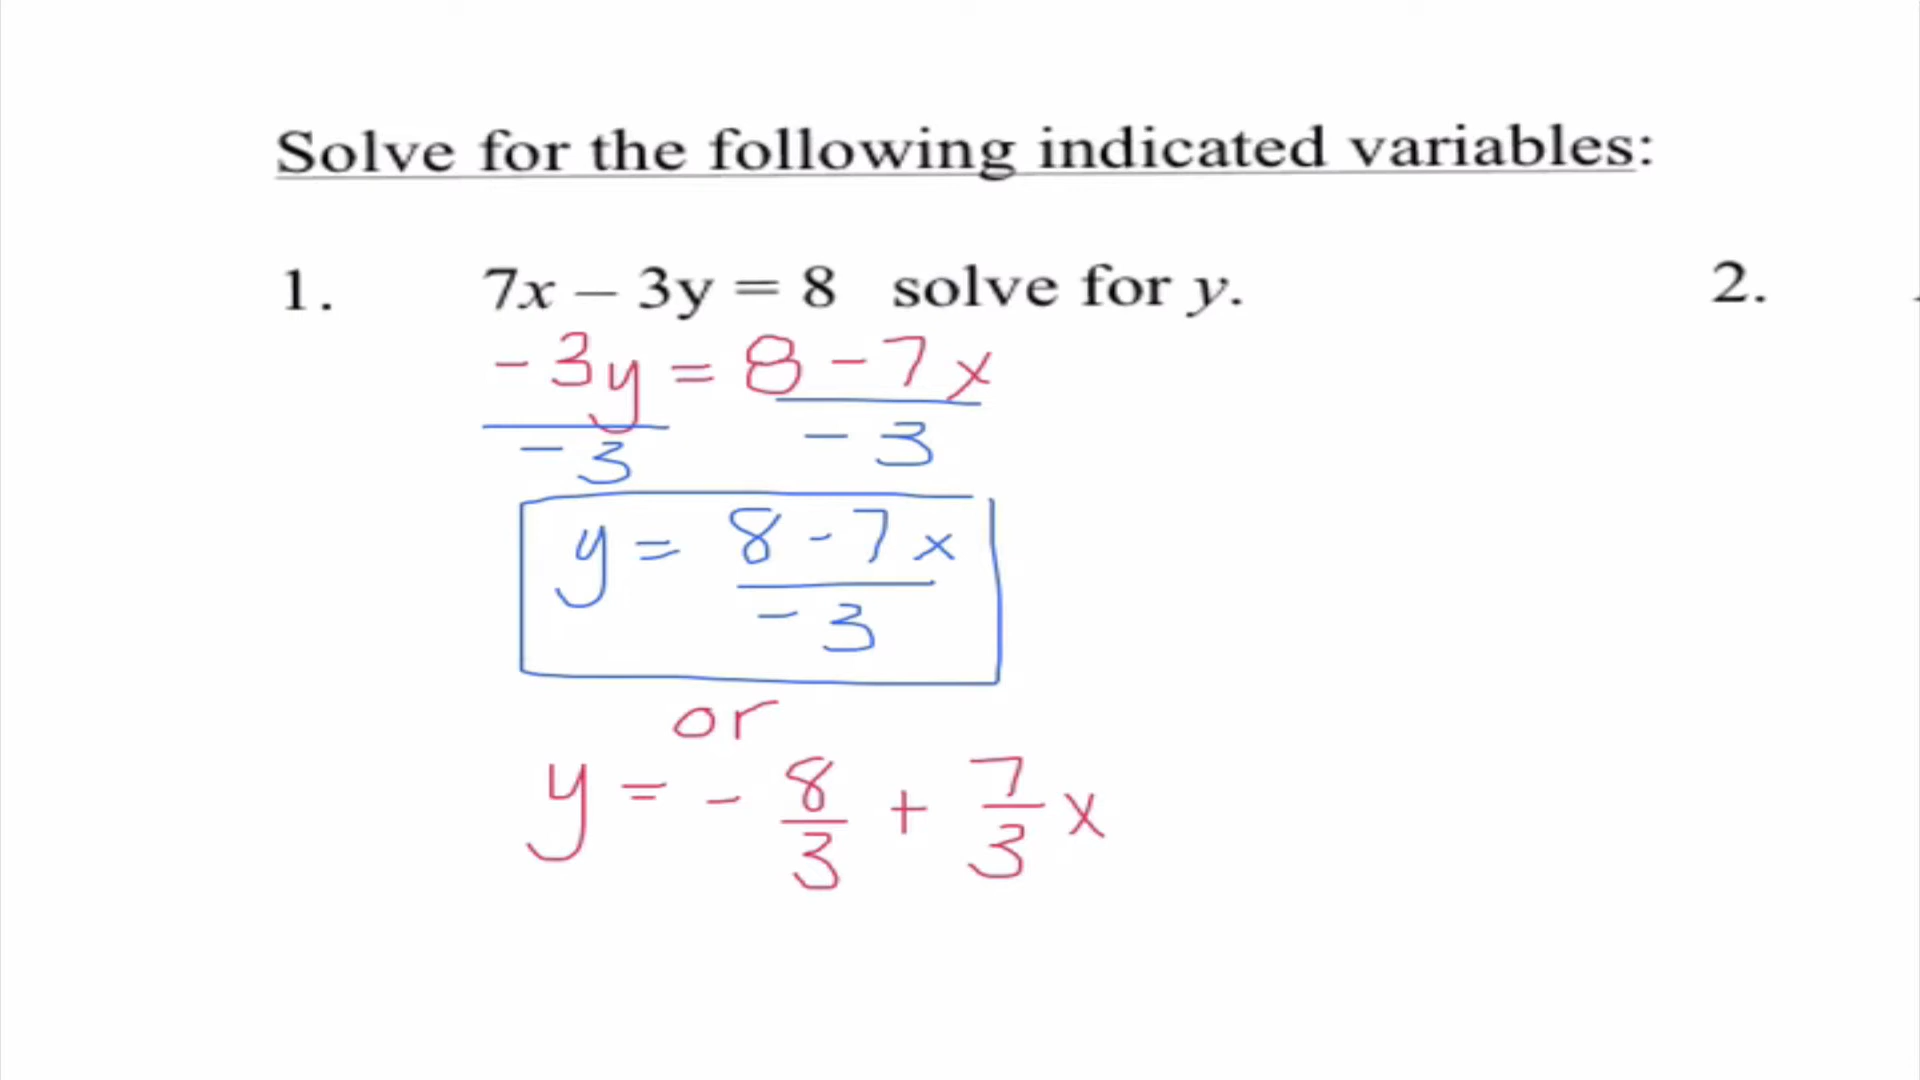 Solve for the following indicated variables:
1. 7x – 3y = 8 solve for y.
2.
-3y = 8-7x
-3 -3
y = 8-7x
-3
or
y = - 8/3 + 7/3 x